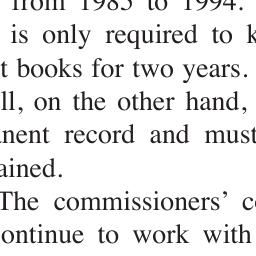 from 1985 to 1994.
is only required to k
t books for two years.
ll, on the other hand,
nent record and must
ained.
The commissioners' c
ontinue to work with